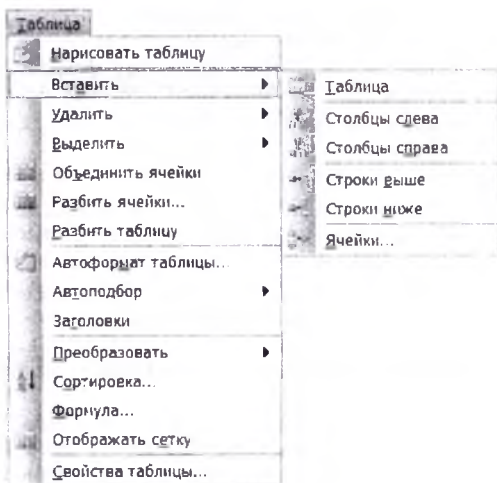 Таблица
Нарисовать таблицу
Вставить
Удалить
Выделить
Объединить ячейки
Разбить ячейки...
Разбить таблицу
Автоформат таблицы...
Автоподбор
Заголовки
Преобразовать
Сортировка...
Формула...
Отображать сетку
Свойства таблицы...
Таблица
Столбцы слева
Столбцы справа
Строки выше
Строки ниже
Ячейки...